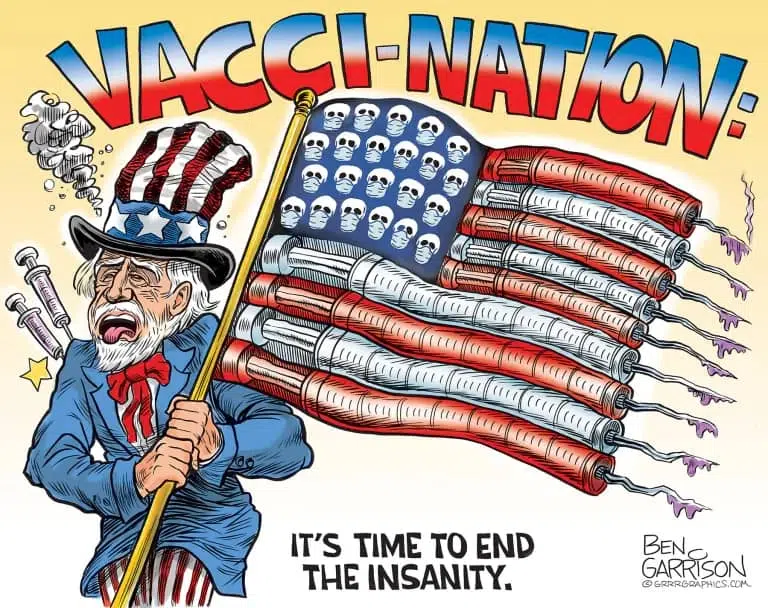 VACCI-NATION:
IT'S TIME TO END
THE INSANITY.
BEN
GARRISON
© GRRRGRAPHICS.COM